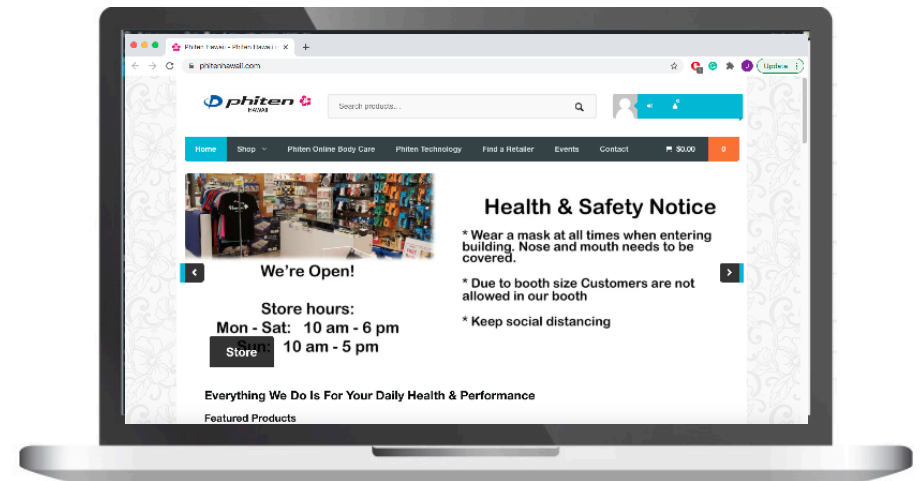 Phiten Hawaii - Phiten Hawaii
phitenhawaii.com
J
Update
phiten
HAWAII
Search products...
Home
Shop
Phiten Online Body Care
Phiten Technology
Find a Retailer
Events
Contact
$0.00
0
We're Open!
Store hours:
Mon - Sat: 10 am - 6 pm
Sun: 10 am - 5 pm
Store
Health & Safety Notice
* Wear a mask at all times when entering
building. Nose and mouth needs to be
covered.
* Due to booth size Customers are not
allowed in our booth
* Keep social distancing
Everything We Do Is For Your Daily Health & Performance
Featured Products